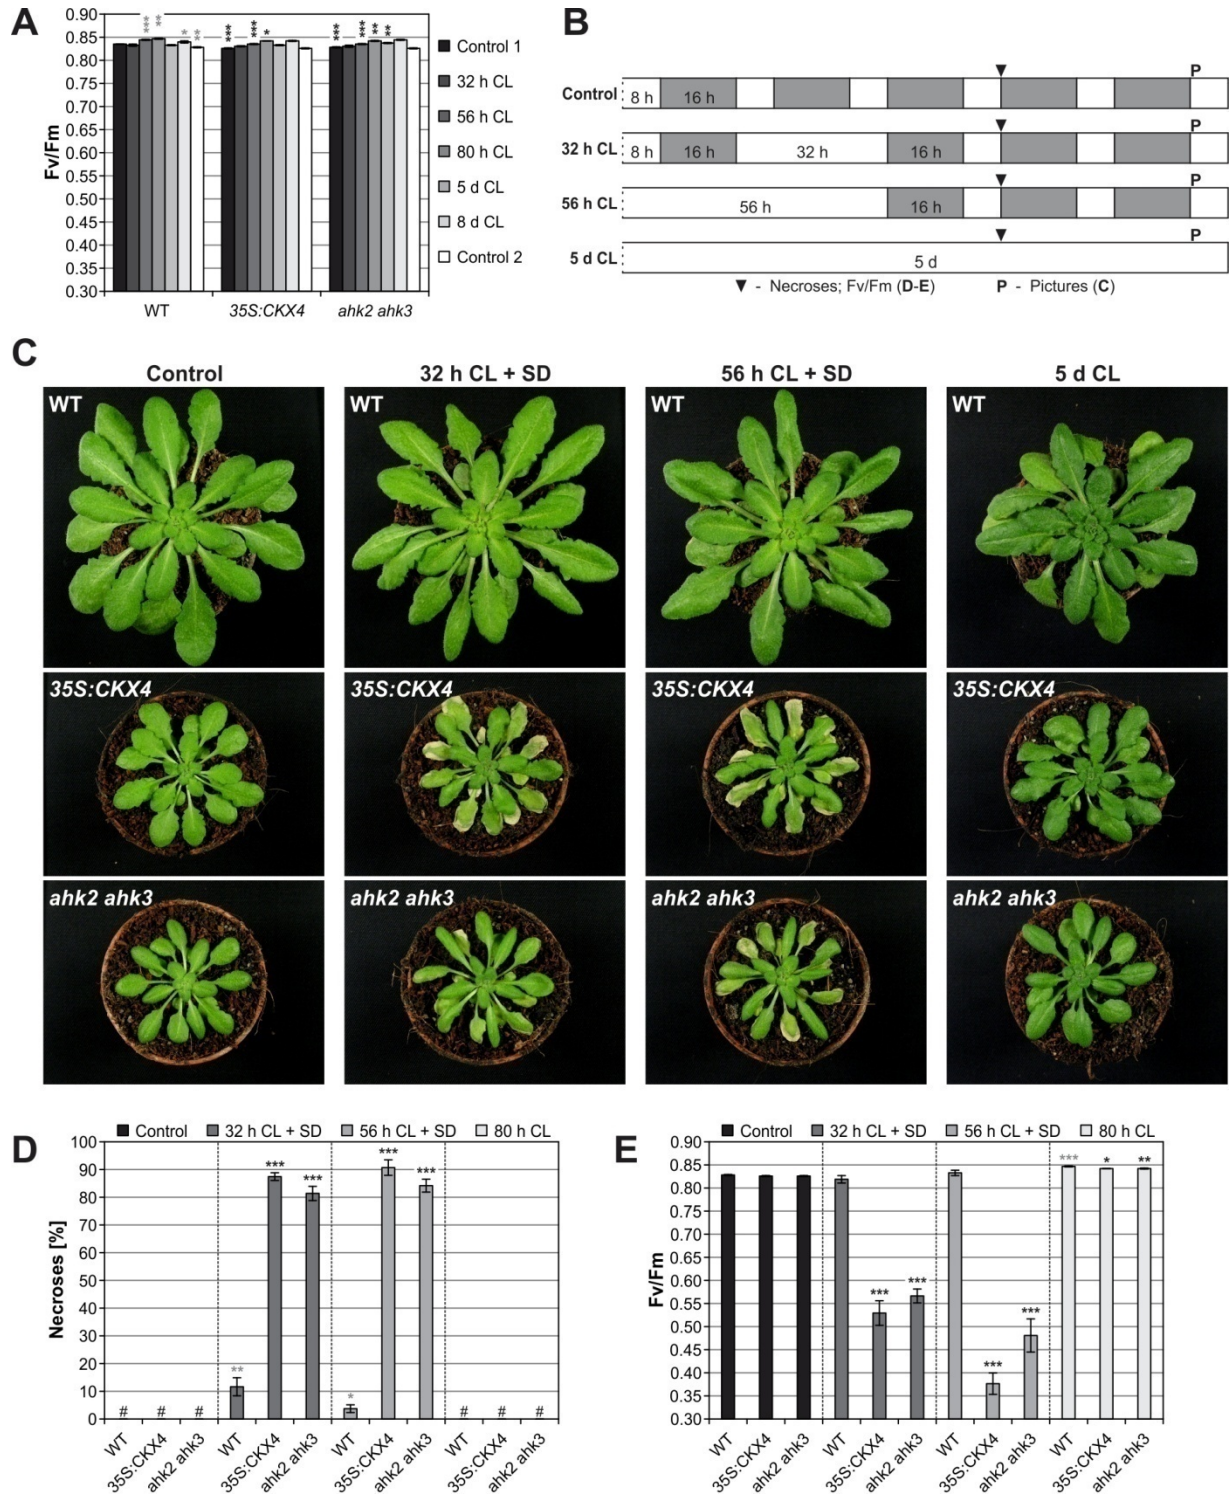 A
Fv/Fm
0.90
0.85
0.80
0.75
0.70
0.65
0.60
0.55
0.50
0.45
0.40
0.35
0.30
*** ** * **
*** *** *
*** *** ** **
WT 35S:CKX4 ahk2 ahk3
Control 1
32 h CL
56 h CL
80 h CL
5 d CL
8 d CL
Control 2
B
P
Control 8 h 16 h
P
32 h CL 8 h 16 h 32 h 16 h
P
56 h CL 56 h 16 h
P
5 d CL 5 d
▼ - Necroses; Fv/Fm (D-E) P - Pictures (C)
C
Control 32 h CL + SD 56 h CL + SD 5 d CL
WT WT WT WT
35S:CKX4 35S:CKX4 35S:CKX4 35S:CKX4
ahk2 ahk3 ahk2 ahk3 ahk2 ahk3 ahk2 ahk3
D
Control 32 h CL + SD 56 h CL + SD 80 h CL
Necroses [%]
100
90
80
70
60
50
40
30
20
10
0
# # # ** *** *** * *** *** # # #
WT 35S:CKX4 ahk2 ahk3 WT 35S:CKX4 ahk2 ahk3 WT 35S:CKX4 ahk2 ahk3 WT 35S:CKX4 ahk2 ahk3
E
Control 32 h CL + SD 56 h CL + SD 80 h CL
Fv/Fm
0.90
0.85
0.80
0.75
0.70
0.65
0.60
0.55
0.50
0.45
0.40
0.35
0.30
*** *** *** *** *** * **
WT 35S:CKX4 ahk2 ahk3 WT 35S:CKX4 ahk2 ahk3 WT 35S:CKX4 ahk2 ahk3 WT 35S:CKX4 ahk2 ahk3